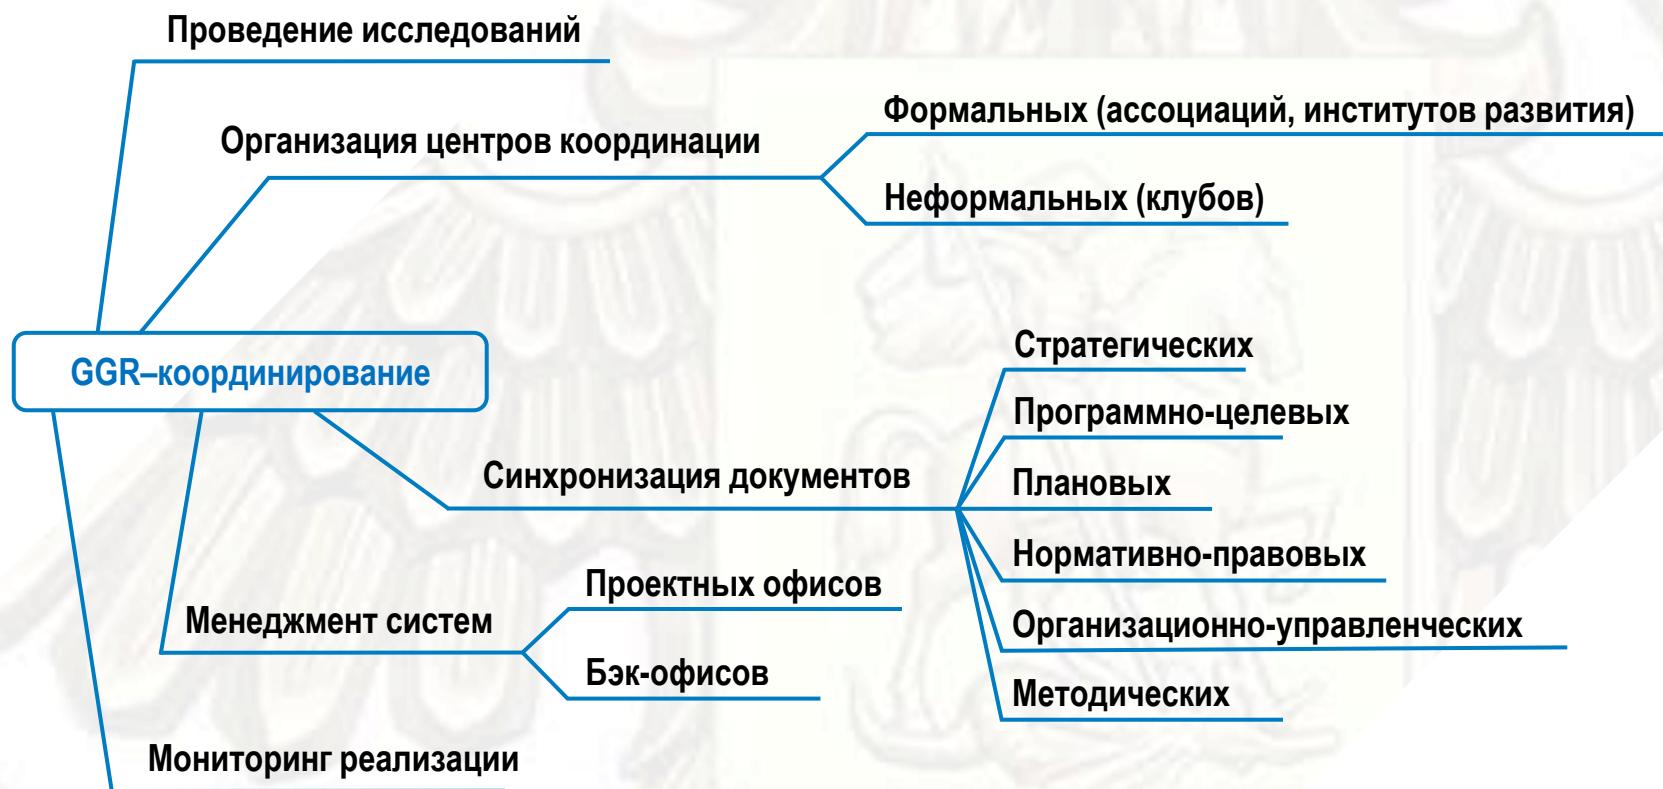 Проведение исследований
Организация центров координации
Формальных (ассоциаций, институтов развития)
Неформальных (клубов)
GGR–координирование
Синхронизация документов
Стратегических
Программно-целевых
Плановых
Нормативно-правовых
Организационно-управленческих
Методических
Менеджмент систем
Проектных офисов
Бэк-офисов
Мониторинг реализации